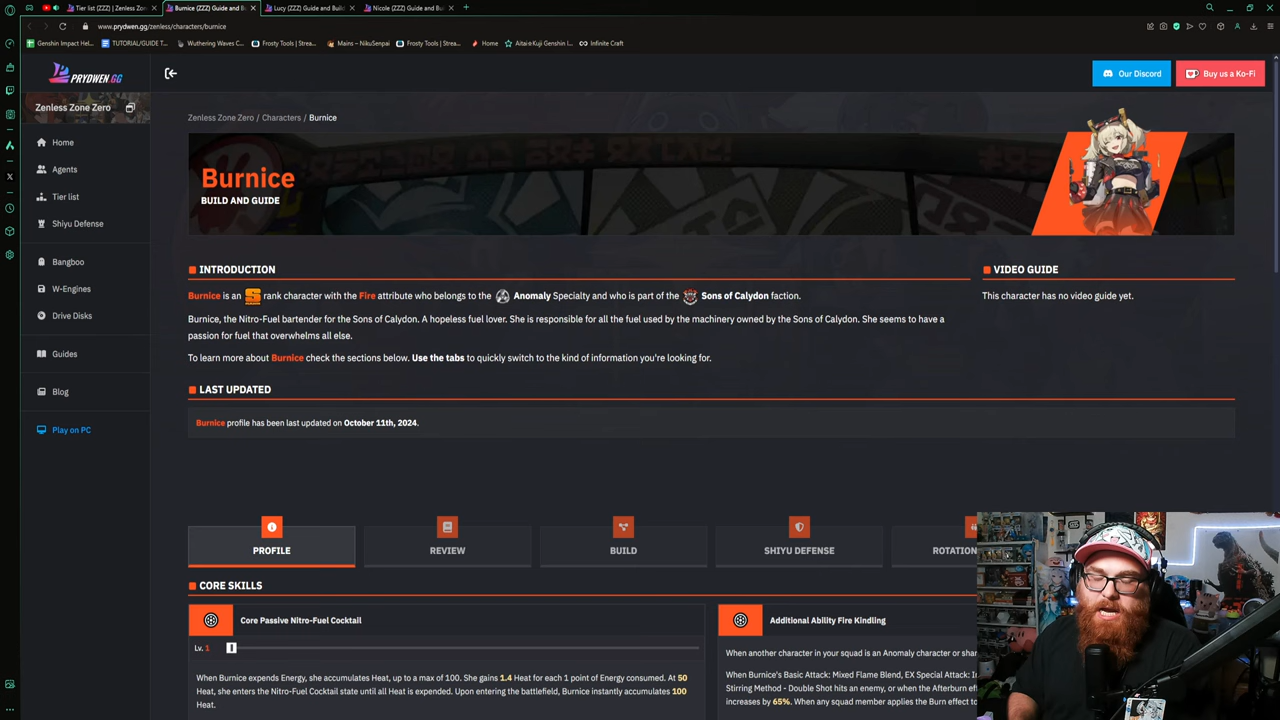 Tier list (ZZZ) | Zenless Zon
Burnice (ZZZ) Guide and B
Lucy (ZZZ) Guide and Build
Nicole (ZZZ) Guide and Bu
www.prydwen.gg/zenless/characters/burnice
Genshin Impact Hel...
TUTORIAL/GUIDE T...
Wuthering Waves C...
Frosty Tools | Strea...
Mains – NikuSenpai
Frosty Tools | Strea...
Home
Aitai☆Kuji Genshin I...
Infinite Craft
PRYDWEN.GG
Our Discord
Buy us a Ko-Fi
Zenless Zone Zero
Home
Agents
Tier list
Shiyu Defense
Bangboo
W-Engines
Drive Disks
Guides
Blog
Play on PC
Zenless Zone Zero / Characters / Burnice
Burnice
BUILD AND GUIDE
INTRODUCTION
Burnice is an S rank character with the Fire attribute who belongs to the Anomaly Specialty and who is part of the Sons of Calydon faction.
Burnice, the Nitro-Fuel bartender for the Sons of Calydon. A hopeless fuel lover. She is responsible for all the fuel used by the machinery owned by the Sons of Calydon. She seems to have a
passion for fuel that overwhelms all else.
To learn more about Burnice check the sections below. Use the tabs to quickly switch to the kind of information you're looking for.
VIDEO GUIDE
This character has no video guide yet.
LAST UPDATED
Burnice profile has been last updated on October 11th, 2024.
PROFILE
REVIEW
BUILD
SHIYU DEFENSE
ROTATION
CORE SKILLS
Core Passive Nitro-Fuel Cocktail
Lv. 1
When Burnice expends Energy, she accumulates Heat, up to a max of 100. She gains 1.4 Heat for each 1 point of Energy consumed. At 50
Heat, she enters the Nitro-Fuel Cocktail state until all Heat is expended. Upon entering the battlefield, Burnice instantly accumulates 100
Heat.
Additional Ability Fire Kindling
When another character in your squad is an Anomaly character or shar
When Burnice's Basic Attack: Mixed Flame Blend, EX Special Attack: In
Stirring Method - Double Shot hits an enemy, or when the Afterburn ef
increases by 65%. When any squad member applies the Burn effect to